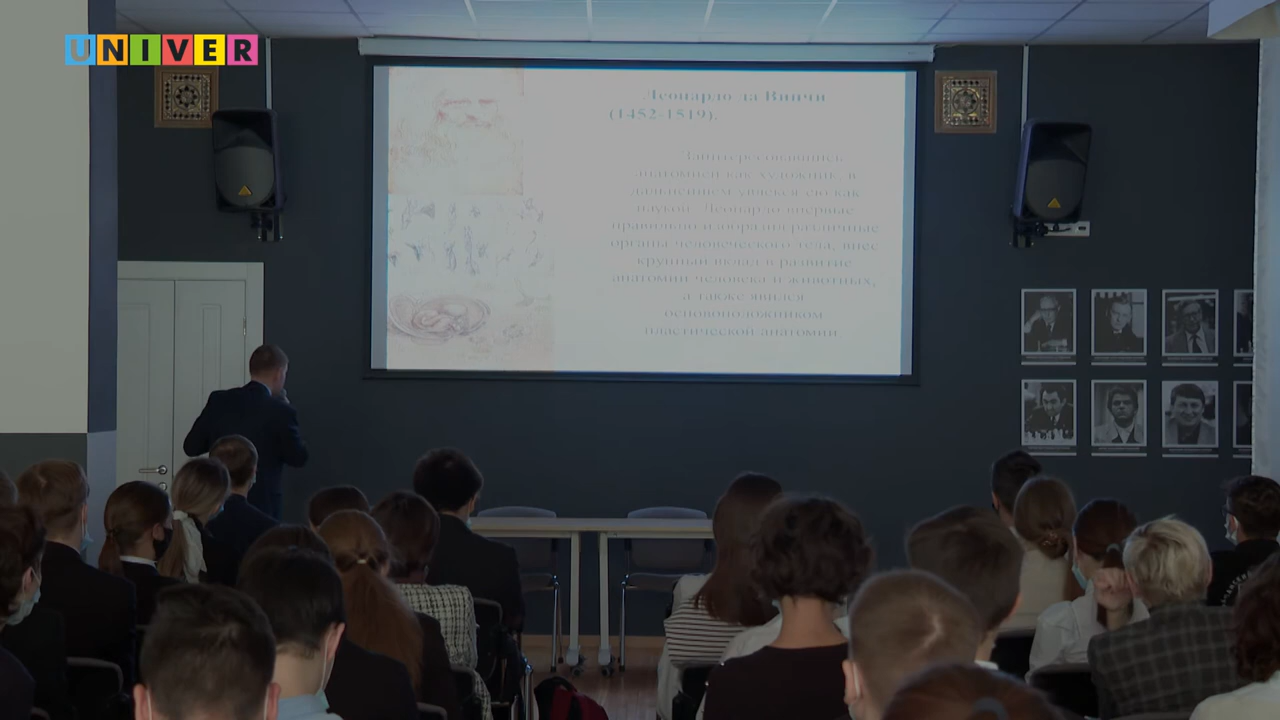 UNIVER
Леонардо да Винчи
(1452-1519).
Заинтересовавшись
анатомией как художник, в
дальнейшем увлекся ею как
наукой. Леонардо впервые
правильно изобразил различные
органы человеческого тела, внес
крупный вклад в развитие
анатомии человека и животных,
а также явился
основоположником
пластической анатомии.